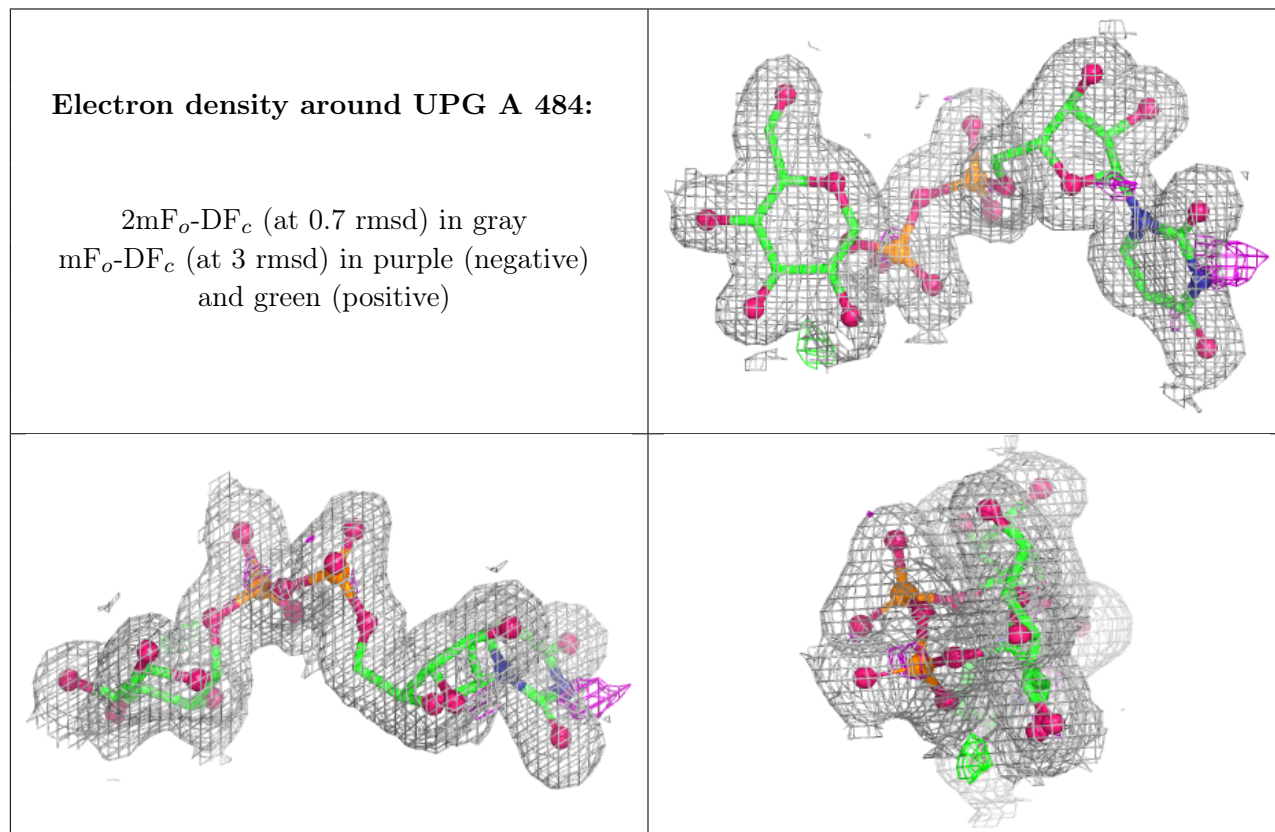 Electron density around UPG A 484:
2mFo-DFc (at 0.7 rmsd) in gray
mFo-DFc (at 3 rmsd) in purple (negative)
and green (positive)